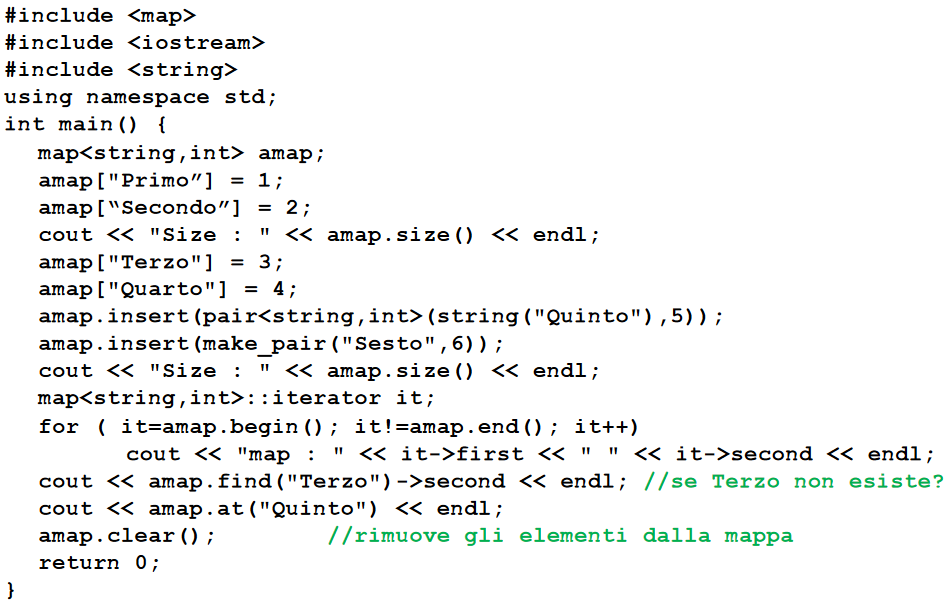 #include <map>
#include <iostream>
#include <string>
using namespace std;
int main() {
map<string,int> amap;
amap["Primo”] = 1;
amap[“Secondo”] = 2;
cout << "Size : " << amap.size() << endl;
amap["Terzo"] = 3;
amap["Quarto"] = 4;
amap.insert(pair<string,int>(string("Quinto"),5));
amap.insert(make_pair("Sesto",6));
cout << "Size : " << amap.size() << endl;
map<string,int>::iterator it;
for ( it=amap.begin(); it!=amap.end(); it++)
cout << "map : " << it->first << " " << it->second << endl;
cout << amap.find("Terzo")->second << endl; //se Terzo non esiste?
cout << amap.at("Quinto") << endl;
amap.clear(); //rimuove gli elementi dalla mappa
return 0;
}